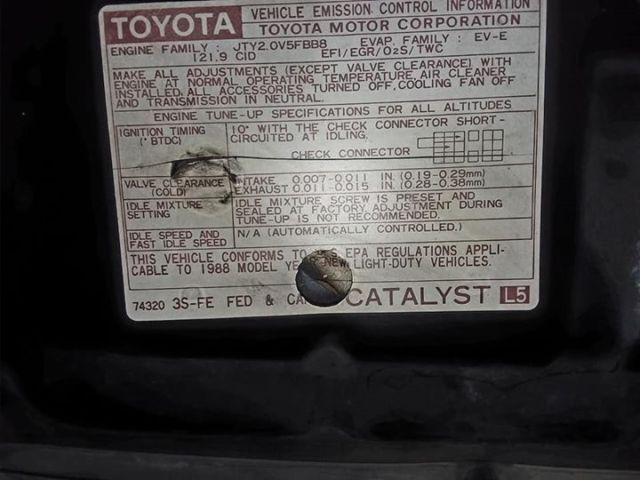 TOYOTA
VEHICLE EMISSION CONTROL INFORMATION
TOYOTA MOTOR CORPORATION
ENGINE FAMILY : JTY2.0V5FBB8 EVAP. FAMILY : EV-E
121.9 CID EFI/EGR/O2S/TWC
MAKE ALL ADJUSTMENTS (EXCEPT VALVE CLEARANCE) WITH
ENGINE AT NORMAL OPERATING TEMPERATURE, AIR CLEANER
INSTALLED, ALL ACCESSORIES TURNED OFF, COOLING FAN OFF
AND TRANSMISSION IN NEUTRAL.
ENGINE TUNE-UP SPECIFICATIONS FOR ALL ALTITUDES
IGNITION TIMING
(° BTDC)
10° WITH THE CHECK CONNECTOR SHORT-
CIRCUITED AT IDLING.
CHECK CONNECTOR
VALVE CLEARANCE
(COLD)
INTAKE 0.007-0.011 IN. (0.19-0.29mm)
EXHAUST 0.011-0.015 IN. (0.28-0.38mm)
IDLE MIXTURE
SETTING
IDLE MIXTURE SCREW IS PRESET AND
SEALED AT FACTORY. ADJUSTMENT DURING
TUNE-UP IS NOT RECOMMENDED.
IDLE SPEED AND
FAST IDLE SPEED
N/A (AUTOMATICALLY CONTROLLED.)
THIS VEHICLE CONFORMS TO EPA REGULATIONS APPLI-
CABLE TO 1988 MODEL NEW LIGHT-DUTY VEHICLES.
74320 3S-FE FED & CATALYST L5